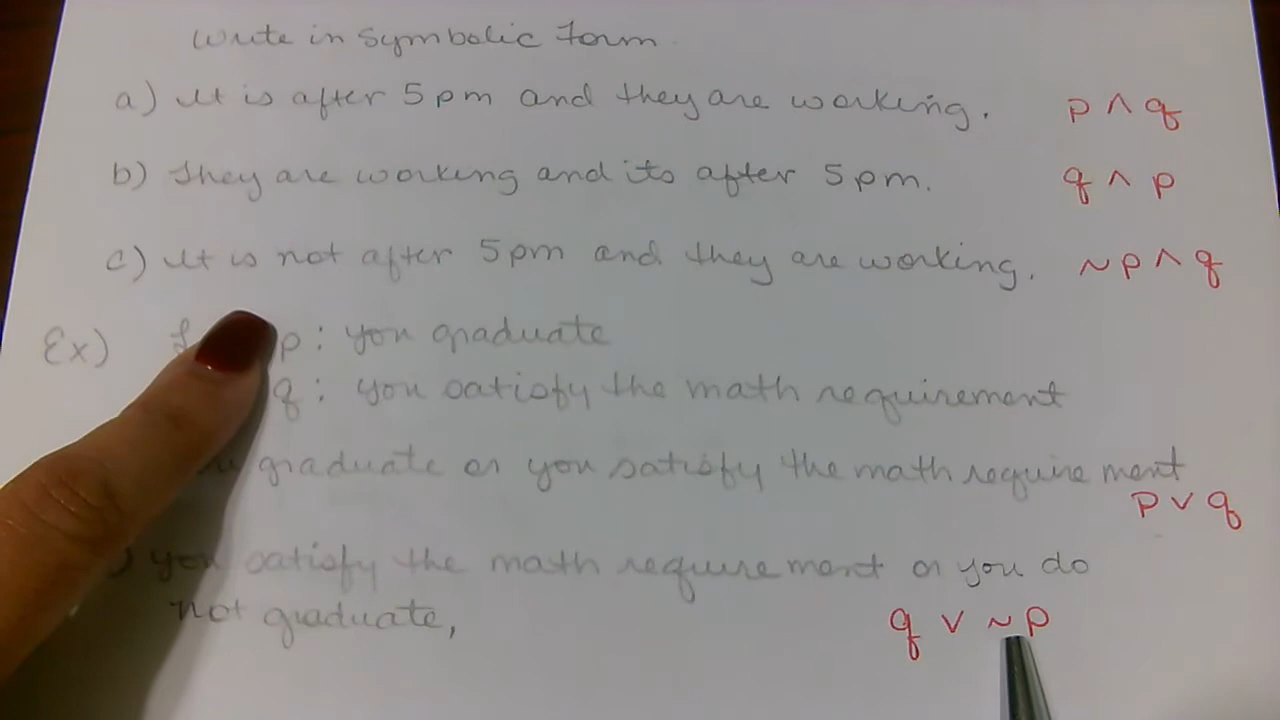 Write in symbolic form.
a) It is after 5pm and they are working. p ∧ q
b) They are working and its after 5pm. q ∧ p
c) It is not after 5pm and they are working. ~p ∧ q
Ex) p: you graduate
q: you satisfy the math requirement
graduate or you satisfy the math requirement
p ∨ q
) you satisfy the math requirement or you do
not graduate,
q ∨ ~p